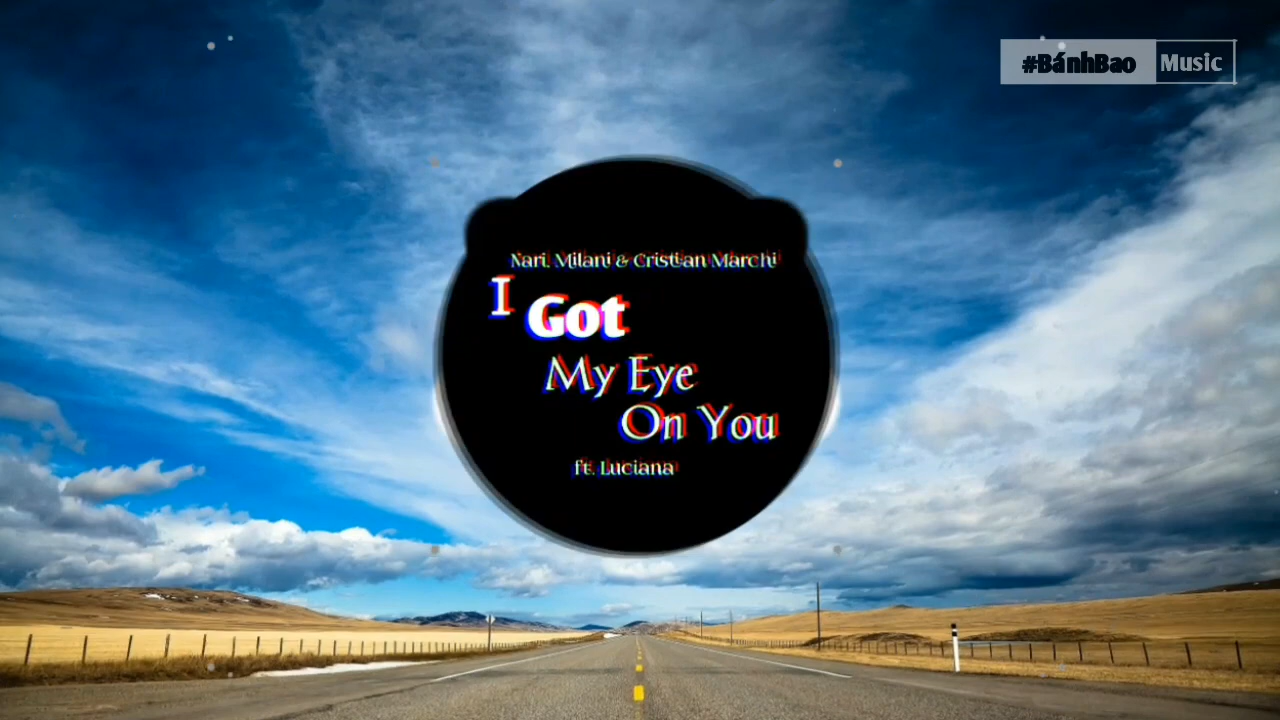 #BánhBao Music
Nari, Milani & Cristian Marchi
I
Got
My Eye
On You
ft. Luciana